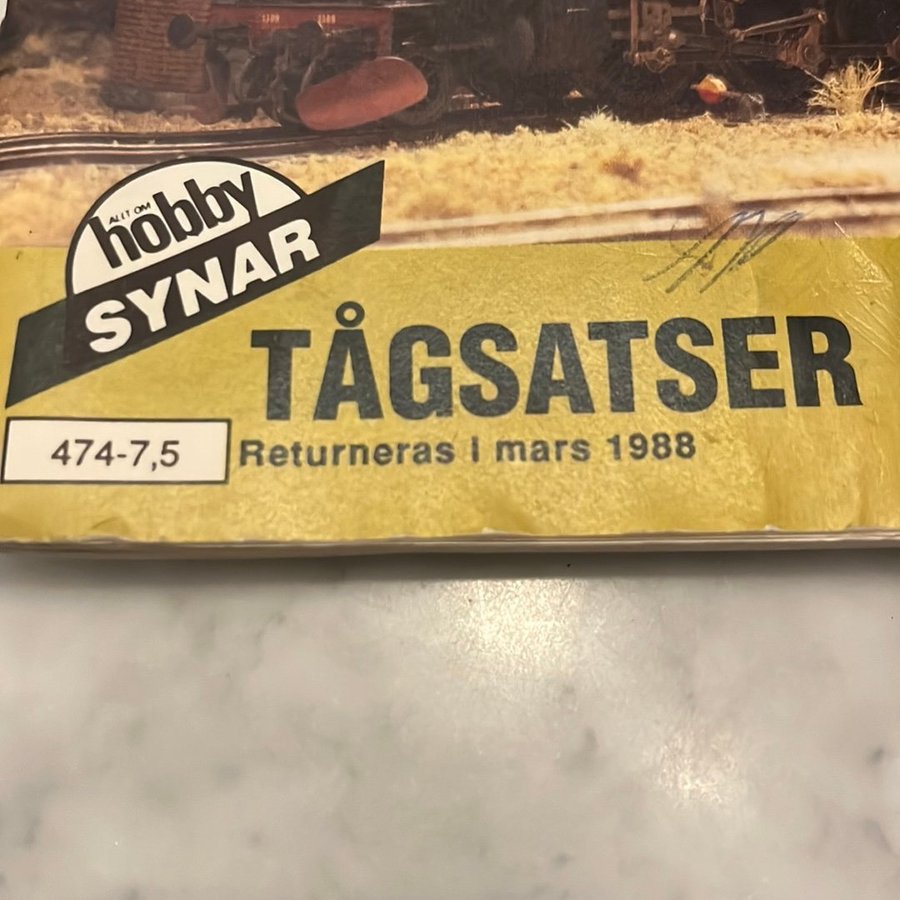 ALLT OM
hobby
SYNAR
TÅGSATSER
474-7,5
Returneras i mars 1988